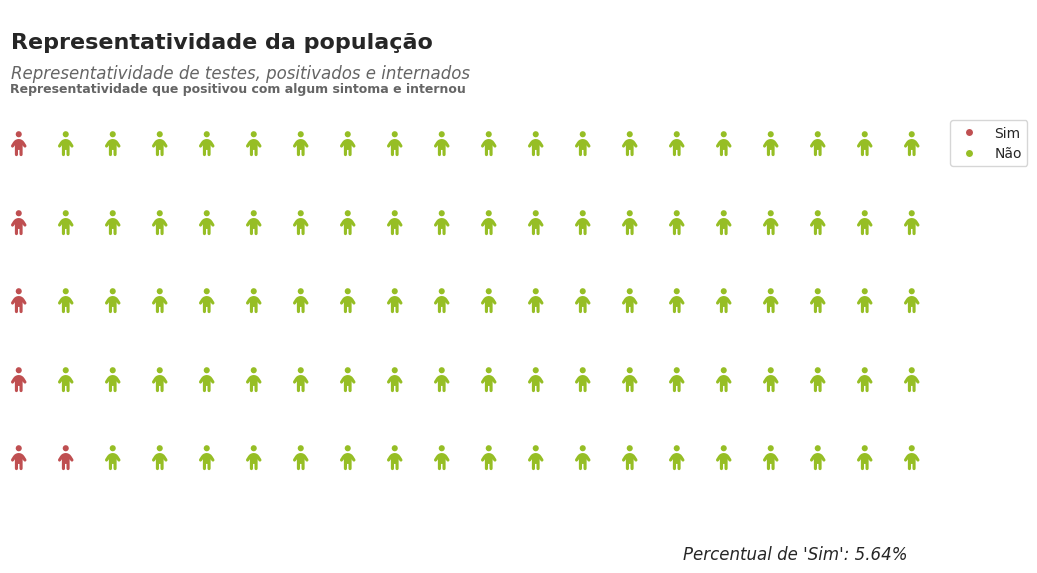 Representatividade da população
Representatividade de testes, positivados e internados
Representatividade que positivou com algum sintoma e internou
Sim
Não
Percentual de 'Sim': 5.64%